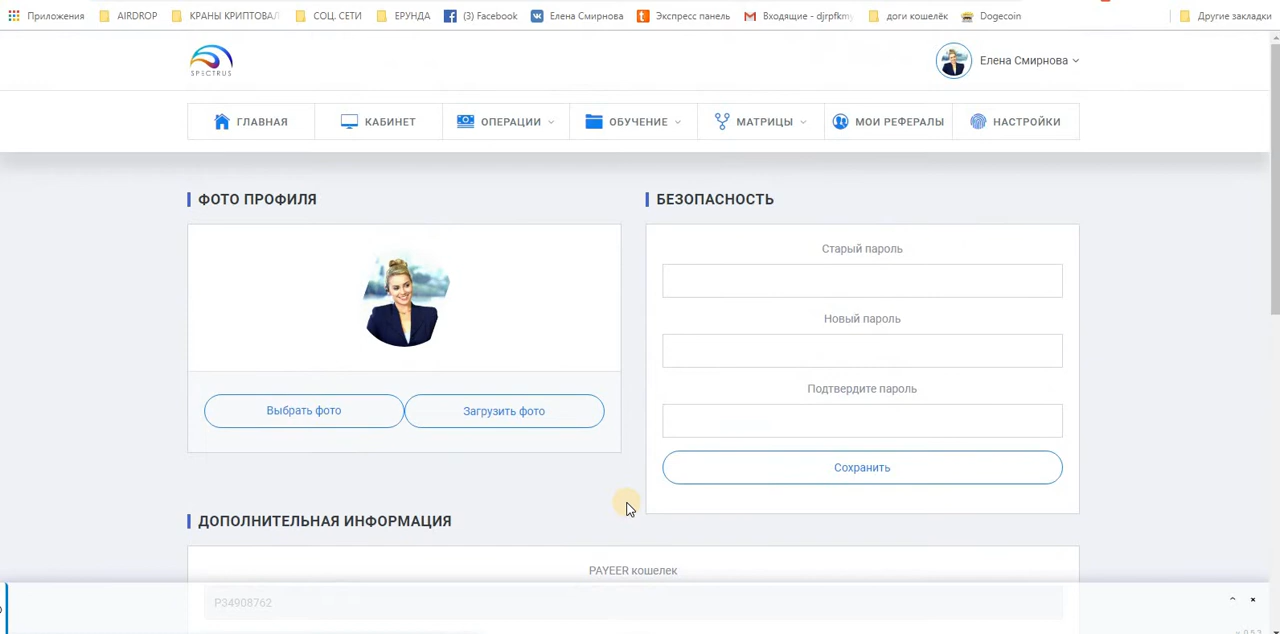 Приложения AIRDROP КРАНЫ КРИПТОВАЛ СОЦ. СЕТИ ЕРУНДА (3) Facebook Елена Смирнова Экспресс панель Входящие - djrpfkmy доги кошелёк Dogecoin Другие закладки
SPECTRUS
Елена Смирнова
ГЛАВНАЯ КАБИНЕТ ОПЕРАЦИИ ОБУЧЕНИЕ МАТРИЦЫ МОИ РЕФЕРАЛЫ НАСТРОЙКИ
ФОТО ПРОФИЛЯ
Выбрать фото Загрузить фото
БЕЗОПАСНОСТЬ
Старый пароль
Новый пароль
Подтвердите пароль
Сохранить
ДОПОЛНИТЕЛЬНАЯ ИНФОРМАЦИЯ
PAYEER кошелек
P34908762